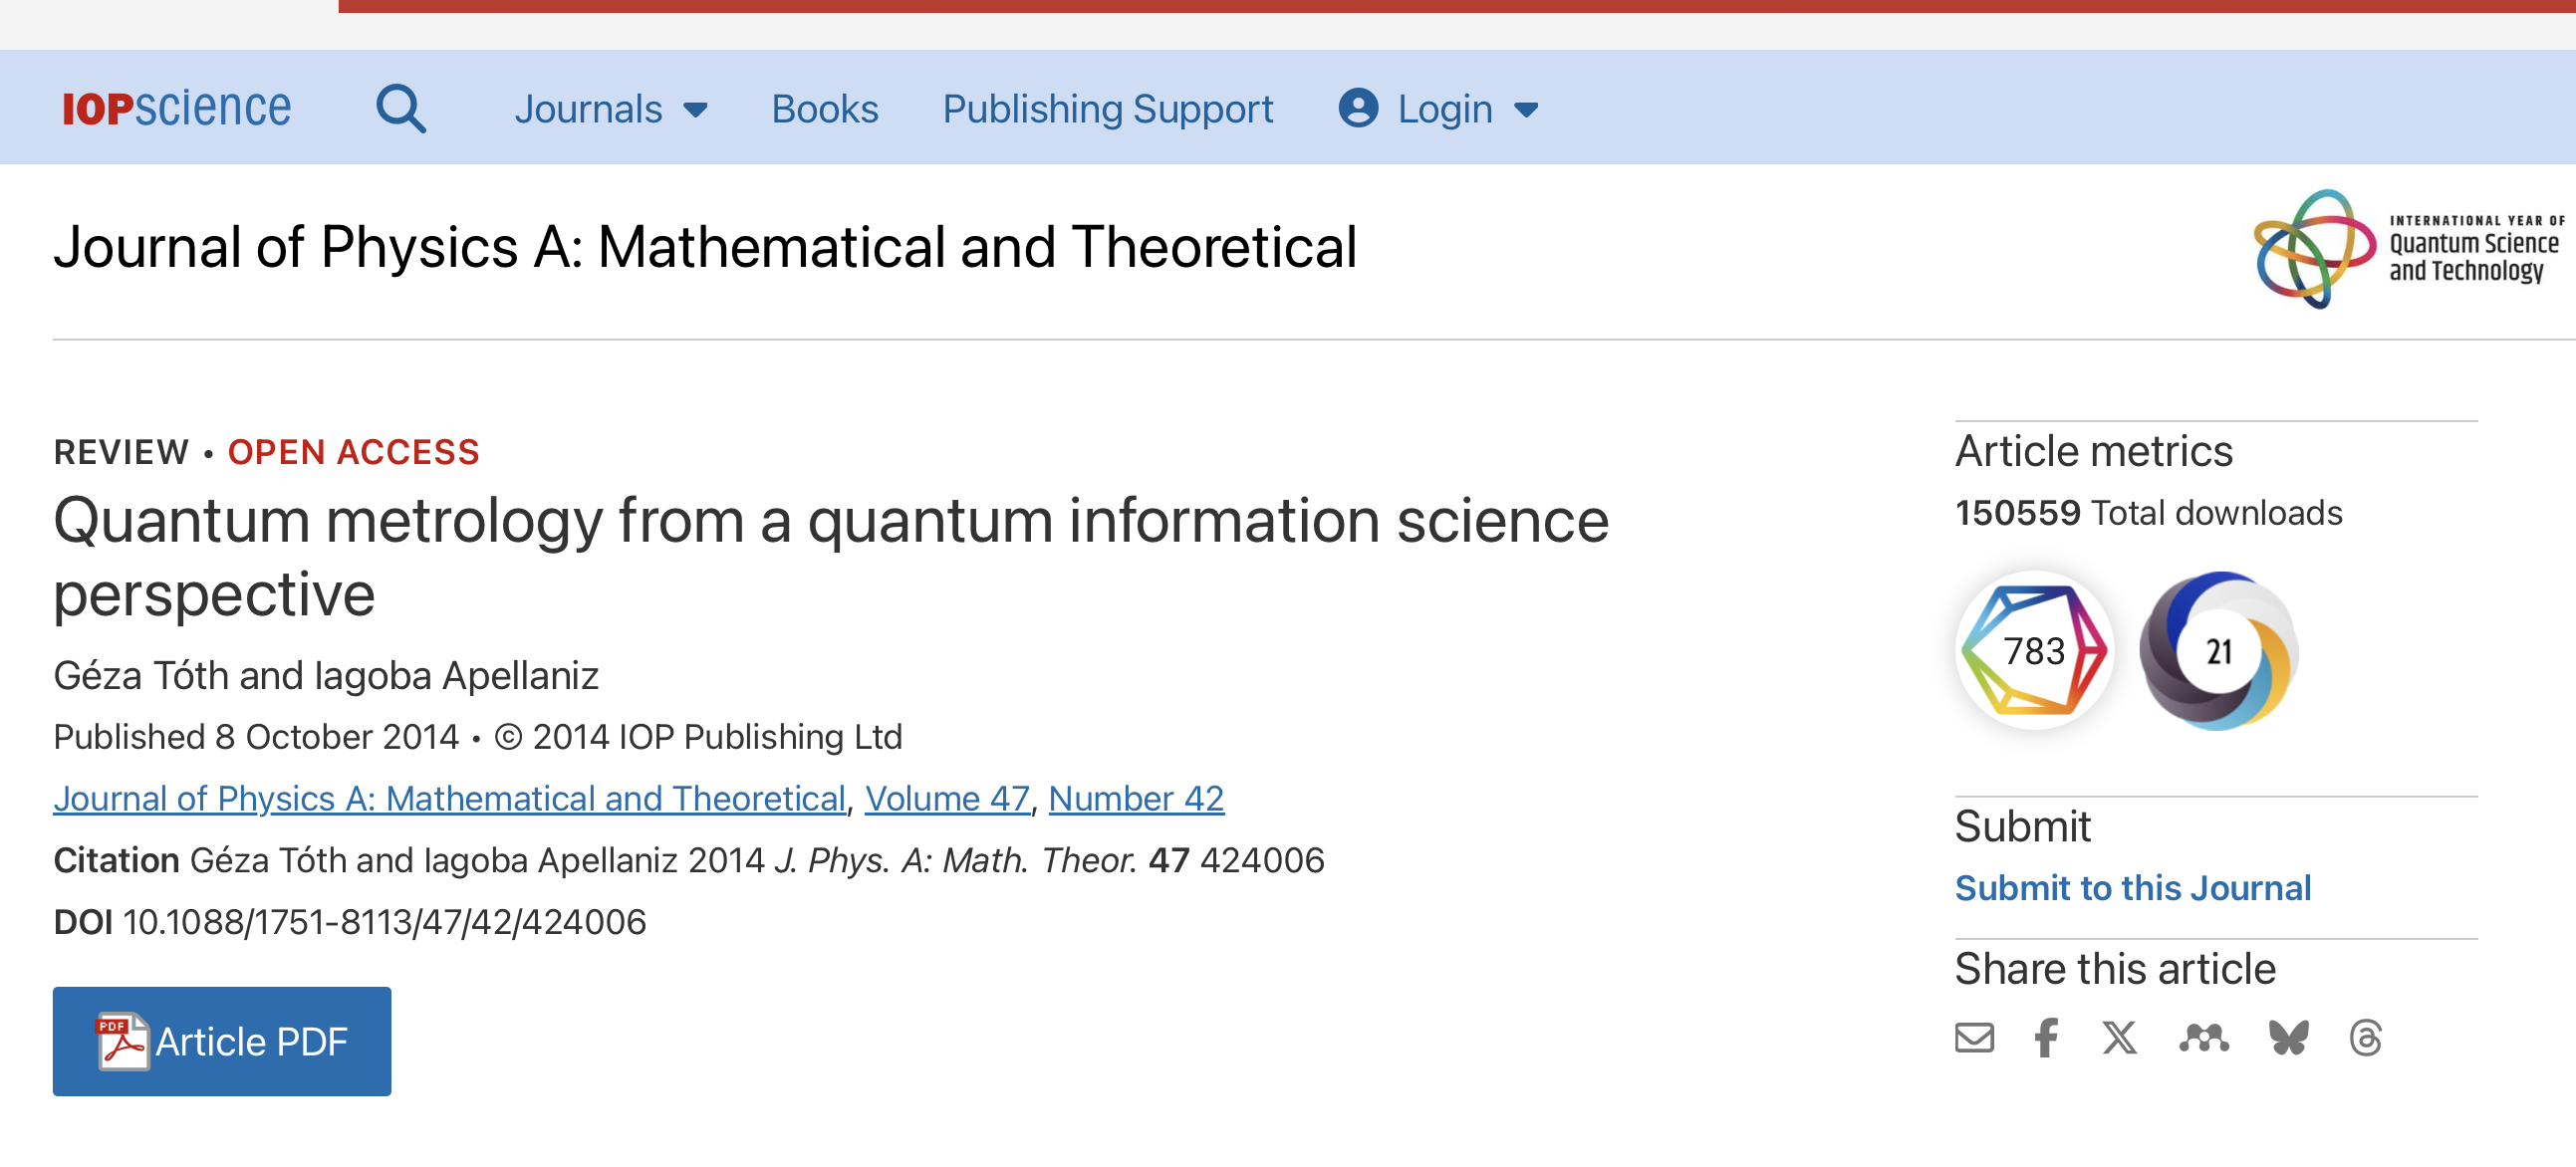 IOPscience Journals Books Publishing Support Login
Journal of Physics A: Mathematical and Theoretical
INTERNATIONAL YEAR OF
Quantum Science
and Technology
REVIEW • OPEN ACCESS
Quantum metrology from a quantum information science
perspective
Géza Tóth and Iagoba Apellaniz
Published 8 October 2014 • © 2014 IOP Publishing Ltd
Journal of Physics A: Mathematical and Theoretical, Volume 47, Number 42
Citation Géza Tóth and Iagoba Apellaniz 2014 J. Phys. A: Math. Theor. 47 424006
DOI 10.1088/1751-8113/47/42/424006
PDF Article PDF
Article metrics
150559 Total downloads
783 21
Submit
Submit to this Journal
Share this article